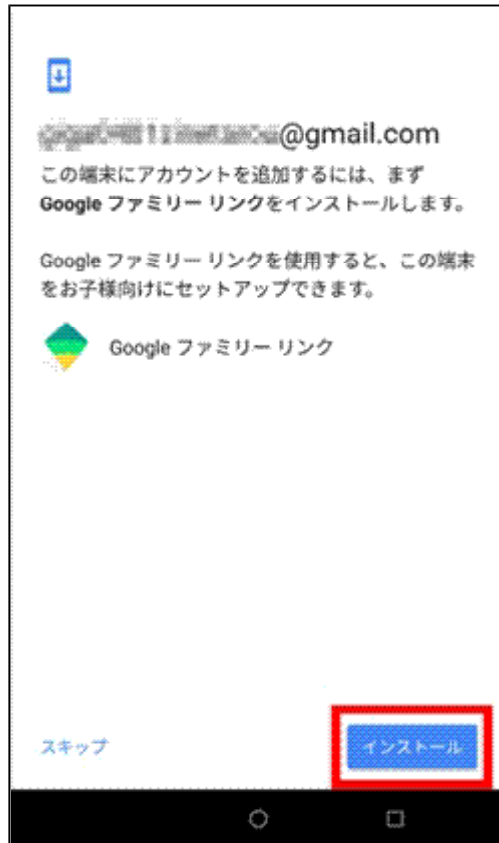 @gmail.com
この端末にアカウントを追加するには、まず
Google ファミリー リンクをインストールします。
Google ファミリー リンクを使用すると、この端末
をお子様向けにセットアップできます。
Google ファミリー リンク
スキップ
インストール